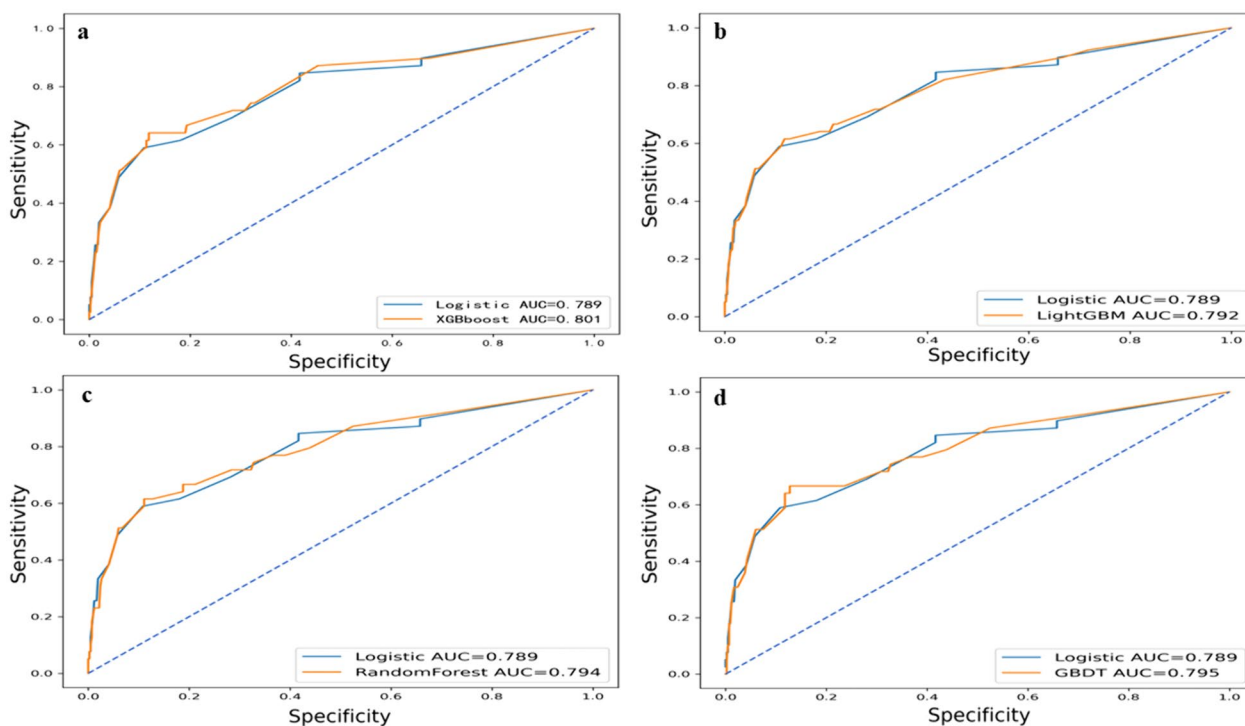 a
1.0
0.8
0.6
0.4
0.2
0.0
Sensitivity
Logistic AUC=0.789
XGBboost AUC=0.801
0.0 0.2 0.4 0.6 0.8 1.0
Specificity
b
1.0
0.8
0.6
0.4
0.2
0.0
Sensitivity
Logistic AUC=0.789
LightGBM AUC=0.792
0.0 0.2 0.4 0.6 0.8 1.0
Specificity
c
1.0
0.8
0.6
0.4
0.2
0.0
Sensitivity
Logistic AUC=0.789
RandomForest AUC=0.794
0.0 0.2 0.4 0.6 0.8 1.0
Specificity
d
1.0
0.8
0.6
0.4
0.2
0.0
Sensitivity
Logistic AUC=0.789
GBDT AUC=0.795
0.0 0.2 0.4 0.6 0.8 1.0
Specificity